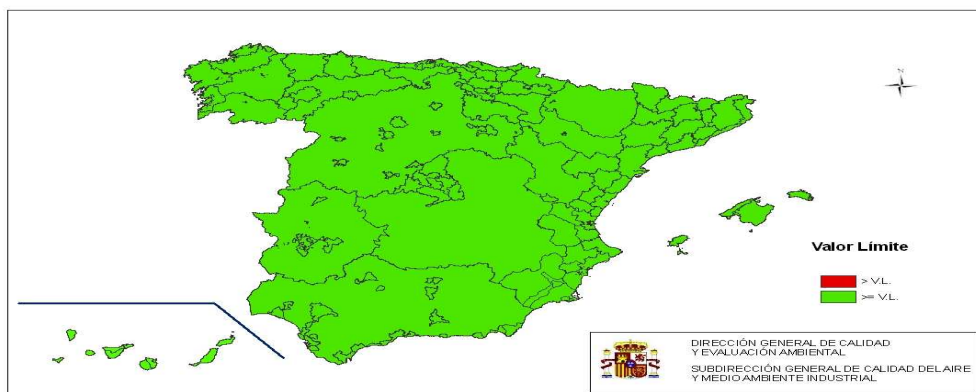 N
Valor Límite
> V.L.
>= V.L.
DIRECCIÓN GENERAL DE CALIDAD
Y EVALUACIÓN AMBIENTAL
SUBDIRECCIÓN GENERAL DE CALIDAD DEL AIRE
Y MEDIO AMBIENTE INDUSTRIAL